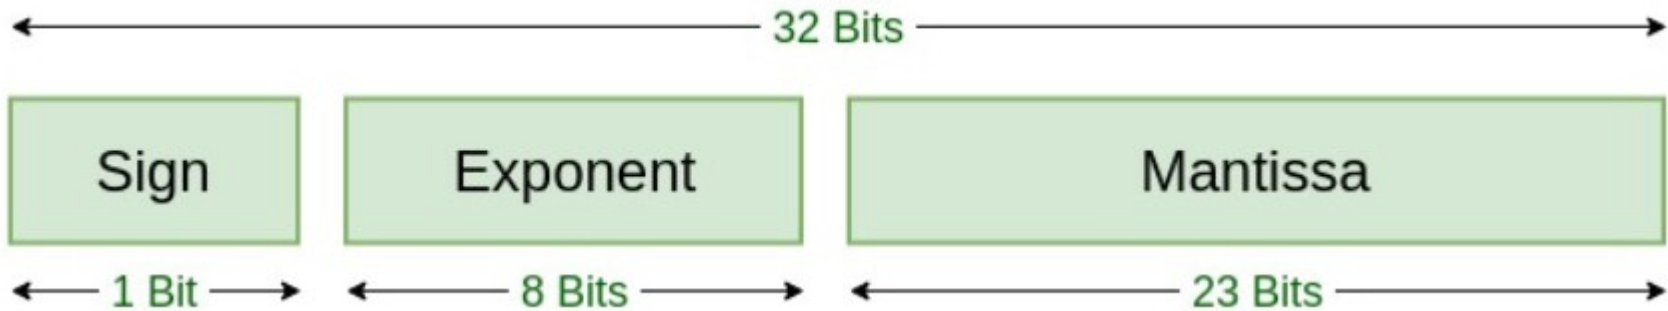 32 Bits
Sign Exponent Mantissa
1 Bit 8 Bits 23 Bits